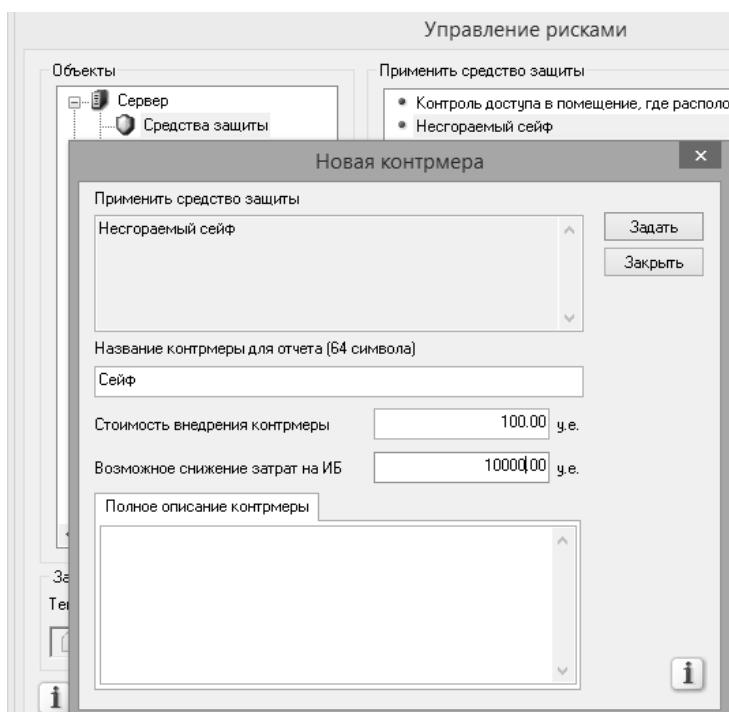 Управление рисками
Объекты
Применить средство защиты
Сервер
Средства защиты
Контроль доступа в помещение, где располо
Несгораемый сейф
Новая контрмера
Применить средство защиты
Несгораемый сейф
Задать
Закрыть
Название контрмеры для отчета (64 символа)
Сейф
Стоимость внедрения контрмеры 100.00 у.е.
Возможное снижение затрат на ИБ 10000.00 у.е.
Полное описание контрмеры
За
Те